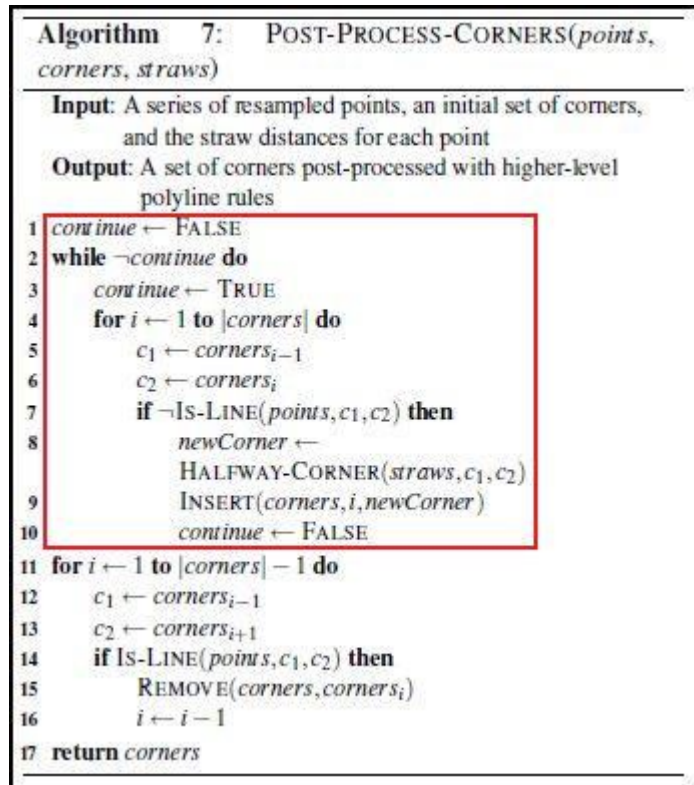 Algorithm 7: POST-PROCESS-CORNERS(points,
corners, straws)
Input: A series of resampled points, an initial set of corners,
and the straw distances for each point
Output: A set of corners post-processed with higher-level
polyline rules
1 continue ← FALSE
2 while ¬continue do
3 continue ← TRUE
4 for i ← 1 to |corners| do
5 c₁ ← cornersᵢ₋₁
6 c₂ ← cornersᵢ
7 if ¬IS-LINE(points,c₁,c₂) then
8 newCorner ←
HALFWAY-CORNER(straws,c₁,c₂)
9 INSERT(corners,i,newCorner)
10 continue ← FALSE
11 for i ← 1 to |corners| − 1 do
12 c₁ ← cornersᵢ₋₁
13 c₂ ← cornersᵢ₊₁
14 if IS-LINE(points,c₁,c₂) then
15 REMOVE(corners,cornersᵢ)
16 i ← i − 1
17 return corners